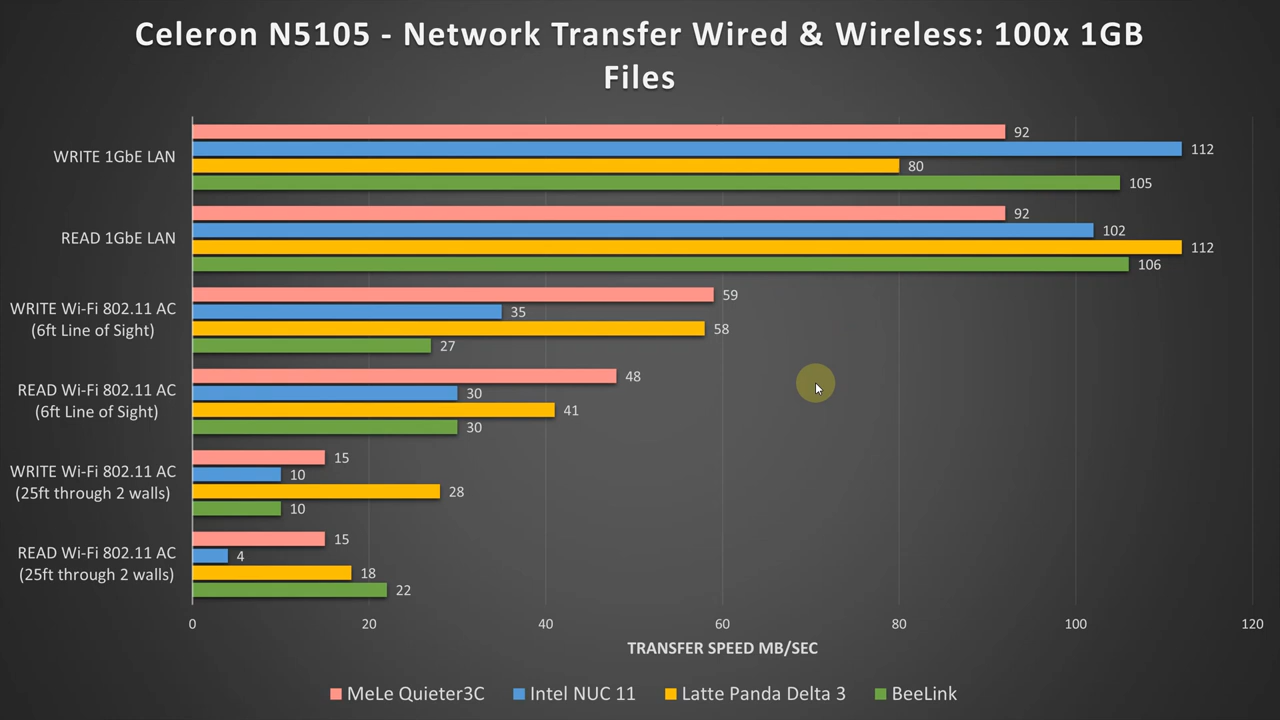 Celeron N5105 - Network Transfer Wired & Wireless: 100x 1GB
Files
WRITE 1GbE LAN
92
112
80
105
READ 1GbE LAN
92
102
112
106
WRITE Wi-Fi 802.11 AC
(6ft Line of Sight)
59
35
58
27
READ Wi-Fi 802.11 AC
(6ft Line of Sight)
48
30
41
30
WRITE Wi-Fi 802.11 AC
(25ft through 2 walls)
15
10
28
10
READ Wi-Fi 802.11 AC
(25ft through 2 walls)
15
4
18
22
0 20 40 60 80 100 120
TRANSFER SPEED MB/SEC
MeLe Quieter3C Intel NUC 11 Latte Panda Delta 3 BeeLink